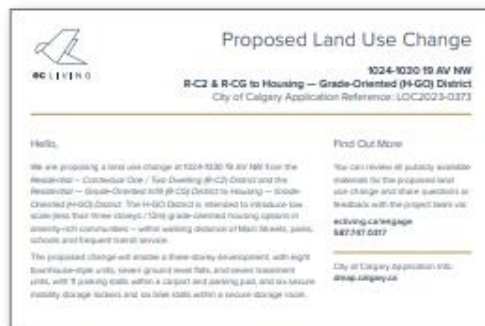 Proposed Land Use Change
ec LIVING
1024-1030 19 AV NW
R-C2 & R-CG to Housing — Grade-Oriented (H-GO) District
City of Calgary Application Reference: LOC2023-0373
Hello,
We are proposing a land use change at 1024-1030 19 AV NW from the
Residential – Contextual One / Two Dwelling (R-C2) District and the
Residential — Grade-Oriented Infill (R-CG) District to Housing — Grade-
Oriented (H-GO) District. The H-GO District is intended to introduce low
scale (less than three storeys / 12m) grade-oriented housing options in
amenity-rich communities – within walking distance of Main Streets, parks,
schools and frequent transit service.
The proposed change will enable a three-storey development, with eight
townhouse-style units, seven ground level flats, and seven basement
units, with 11 parking stalls within a carport and parking pad, and six secure
mobility storage lockers and six bike stalls within a secure storage room.
Find Out More
You can review all publicly available
materials for the proposed land
use change and share questions or
feedback with the project team via:
ecliving.ca/engage
587.747.0317
City of Calgary Application Info:
dmap.calgary.ca